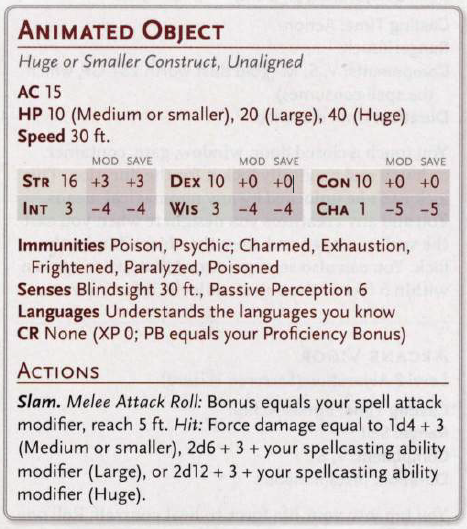 ANIMATED OBJECT
Huge or Smaller Construct, Unaligned
AC 15
HP 10 (Medium or smaller), 20 (Large), 40 (Huge)
Speed 30 ft.
MOD SAVE MOD SAVE MOD SAVE
STR 16 +3 +3 DEX 10 +0 +0 CON 10 +0 +0
INT 3 −4 −4 WIS 3 −4 −4 CHA 1 −5 −5
Immunities Poison, Psychic; Charmed, Exhaustion,
Frightened, Paralyzed, Poisoned
Senses Blindsight 30 ft., Passive Perception 6
Languages Understands the languages you know
CR None (XP 0; PB equals your Proficiency Bonus)
ACTIONS
Slam. Melee Attack Roll: Bonus equals your spell attack
modifier, reach 5 ft. Hit: Force damage equal to 1d4 + 3
(Medium or smaller), 2d6 + 3 + your spellcasting ability
modifier (Large), or 2d12 + 3 + your spellcasting ability
modifier (Huge).